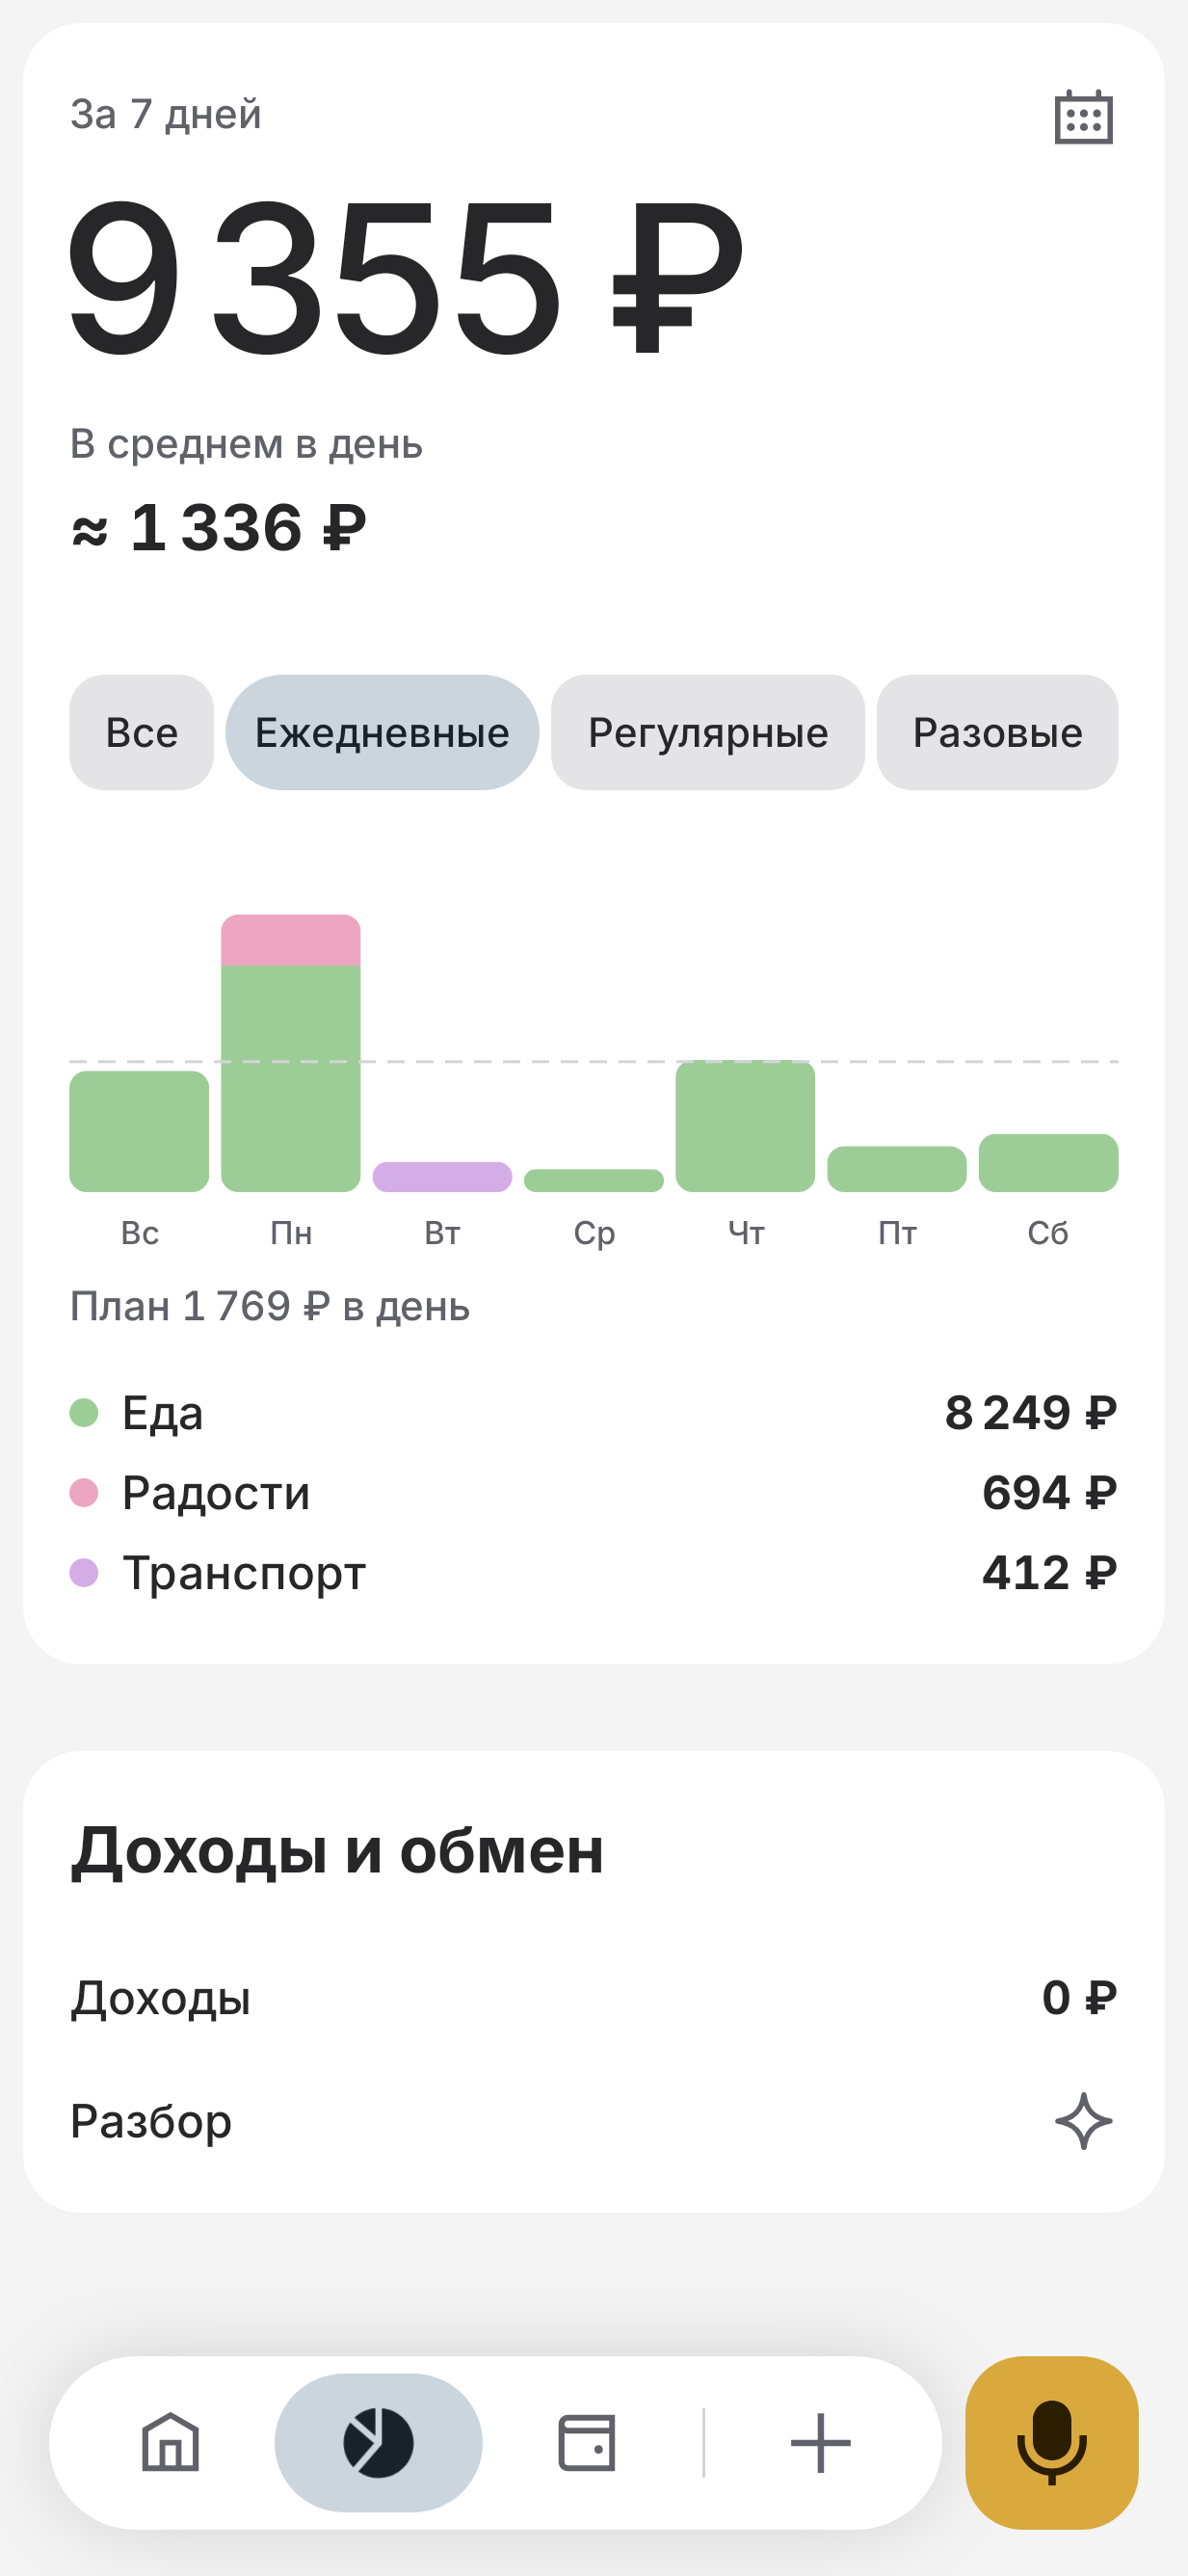 За 7 дней
9 355 ₽
В среднем в день
≈ 1 336 ₽
Все Ежедневные Регулярные Разовые
Вс Пн Вт Ср Чт Пт Сб
План 1 769 ₽ в день
Еда 8 249 ₽
Радости 694 ₽
Транспорт 412 ₽
Доходы и обмен
Доходы 0 ₽
Разбор